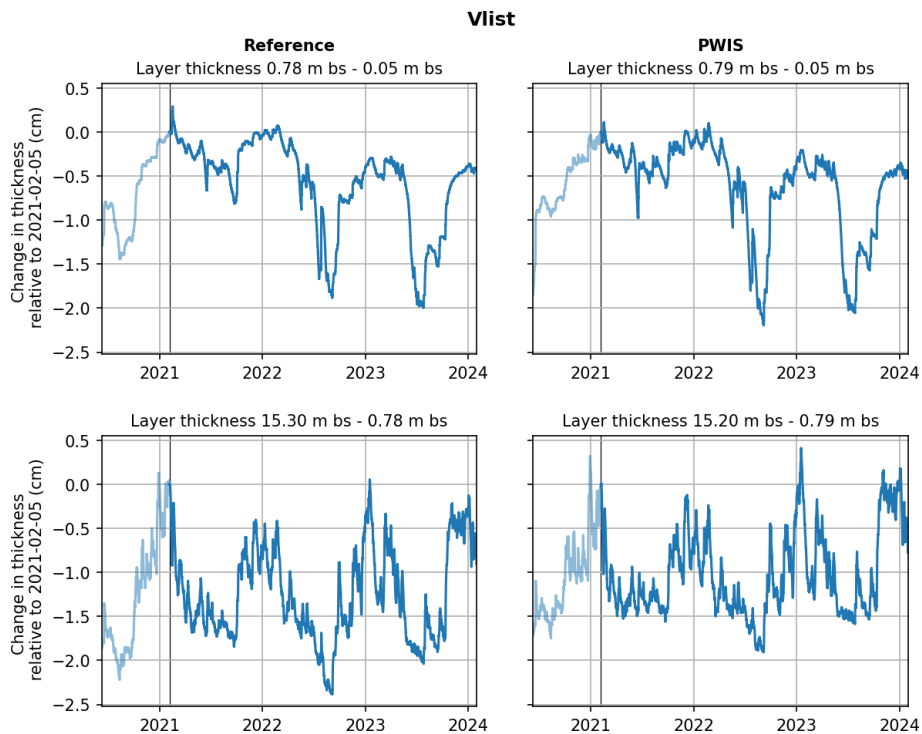 Vlist
Reference
PWIS
Layer thickness 0.78 m bs - 0.05 m bs
Layer thickness 0.79 m bs - 0.05 m bs
Change in thickness
relative to 2021-02-05 (cm)
0.5
0.0
−0.5
−1.0
−1.5
−2.0
−2.5
2021
2022
2023
2024
2021
2022
2023
2024
Layer thickness 15.30 m bs - 0.78 m bs
Layer thickness 15.20 m bs - 0.79 m bs
Change in thickness
relative to 2021-02-05 (cm)
0.5
0.0
−0.5
−1.0
−1.5
−2.0
−2.5
2021
2022
2023
2024
2021
2022
2023
2024